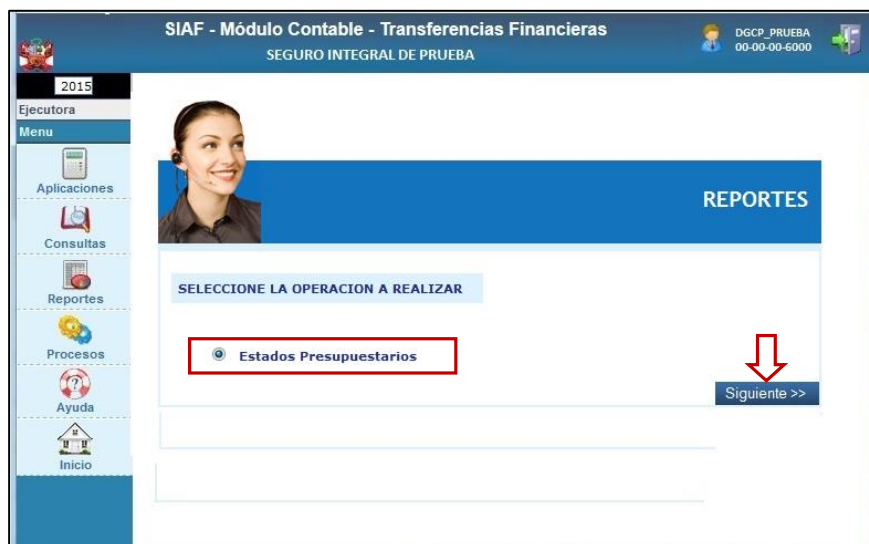 SIAF - Módulo Contable - Transferencias Financieras
SEGURO INTEGRAL DE PRUEBA
DGCP_PRUEBA
00-00-00-6000
2015
Ejecutora
Menu
Aplicaciones
Consultas
Reportes
Procesos
Ayuda
Inicio
REPORTES
SELECCIONE LA OPERACION A REALIZAR
Estados Presupuestarios
Siguiente >>